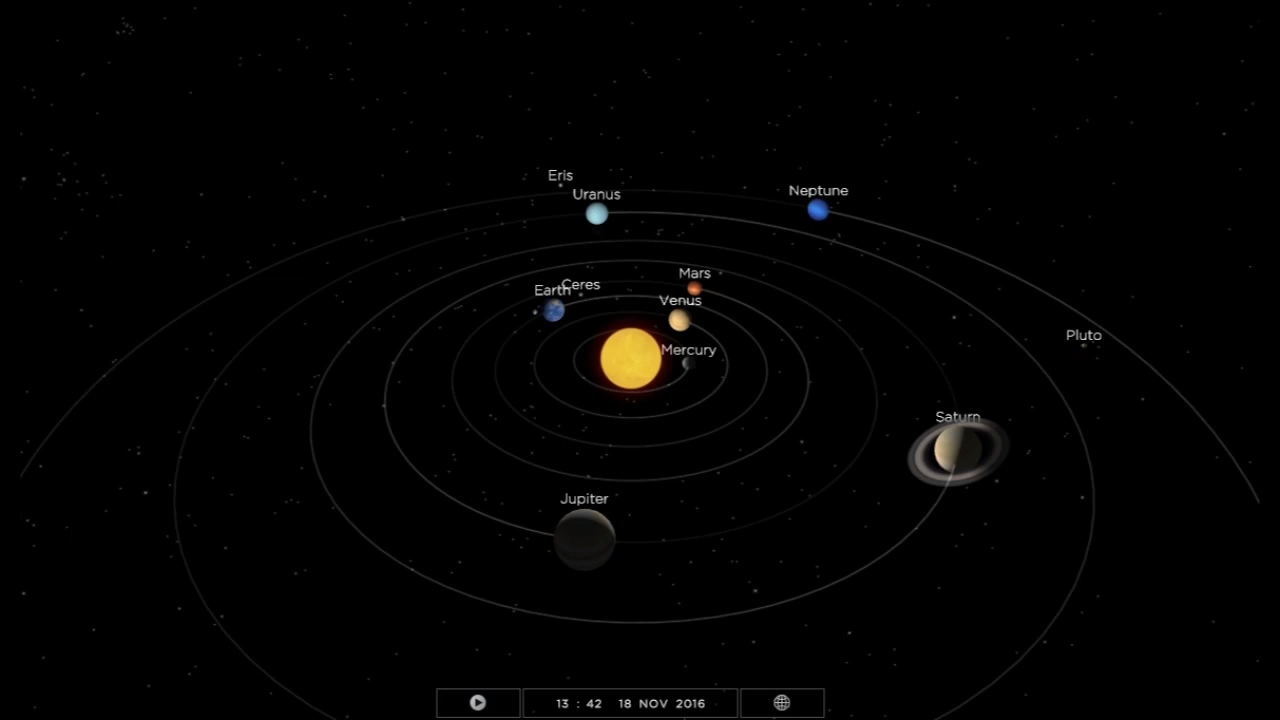 Eris
Uranus
Neptune
Mars
Ceres
Earth
Venus
Pluto
Mercury
Saturn
Jupiter
13 : 42 18 NOV 2016